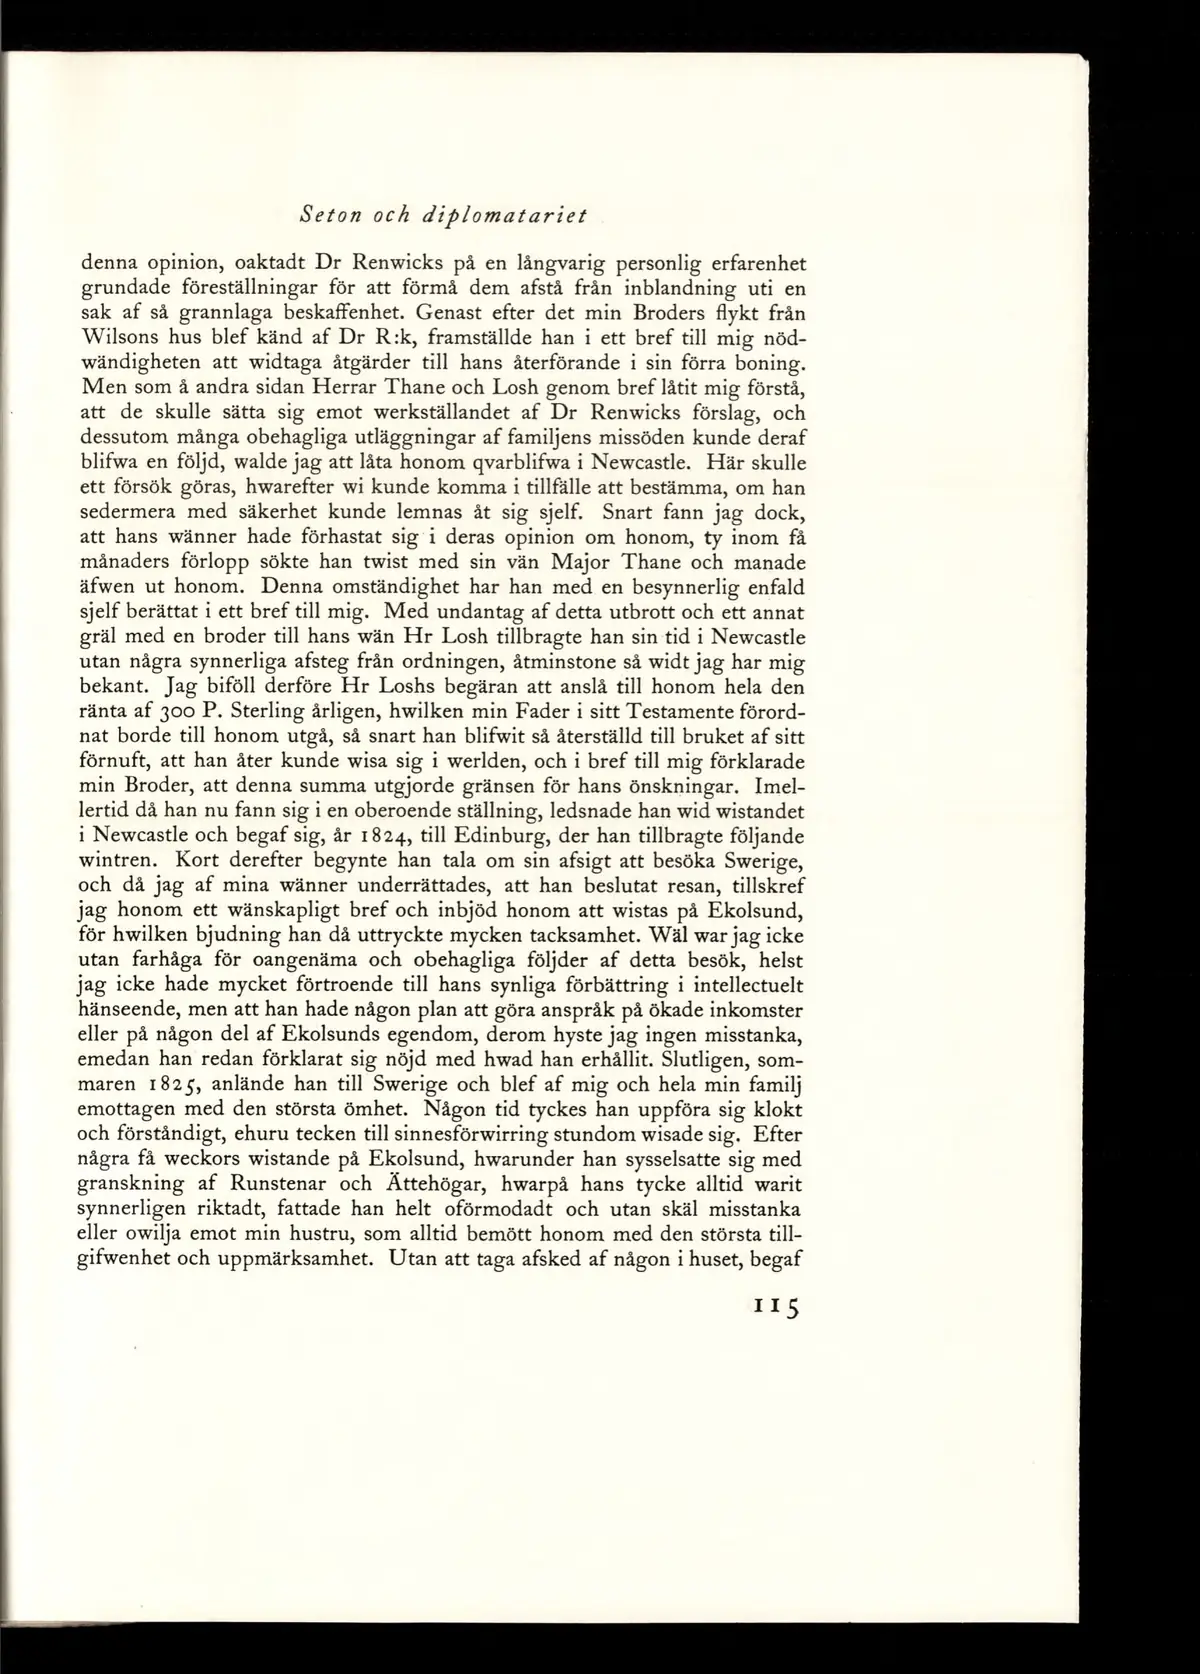 Seton och diplomatariet
denna opinion, oaktadt Dr Renwicks på en långvarig personlig erfarenhet
grundade föreställningar för att förmå dem afstå från inblandning uti en
sak af så grannlaga beskaffenhet. Genast efter det min Broders flykt från
Wilsons hus blef känd af Dr R:k, framställde han i ett bref till mig nöd-
wändigheten att widtaga åtgärder till hans återförande i sin förra boning.
Men som å andra sidan Herrar Thane och Losh genom bref låtit mig förstå,
att de skulle sätta sig emot werkställandet af Dr Renwicks förslag, och
dessutom många obehagliga utläggningar af familjens missöden kunde deraf
blifwa en följd, walde jag att låta honom qvarblifwa i Newcastle. Här skulle
ett försök göras, hwarefter wi kunde komma i tillfälle att bestämma, om han
sedermera med säkerhet kunde lemnas åt sig sjelf. Snart fann jag dock,
att hans wänner hade förhastat sig i deras opinion om honom, ty inom få
månaders förlopp sökte han twist med sin vän Major Thane och manade
äfwen ut honom. Denna omständighet har han med en besynnerlig enfald
sjelf berättat i ett bref till mig. Med undantag af detta utbrott och ett annat
gräl med en broder till hans wän Hr Losh tillbragte han sin tid i Newcastle
utan några synnerliga afsteg från ordningen, åtminstone så widt jag har mig
bekant. Jag biföll derföre Hr Loshs begäran att anslå till honom hela den
ränta af 300 P. Sterling årligen, hwilken min Fader i sitt Testamente förord-
nat borde till honom utgå, så snart han blifwit så återställd till bruket af sitt
förnuft, att han åter kunde wisa sig i werlden, och i bref till mig förklarade
min Broder, att denna summa utgjorde gränsen för hans önskningar. Imel-
lertid då han nu fann sig i en oberoende ställning, ledsnade han wid wistandet
i Newcastle och begaf sig, år 1824, till Edinburg, der han tillbragte följande
wintren. Kort derefter begynte han tala om sin afsigt att besöka Swerige,
och då jag af mina wänner underrättades, att han beslutat resan, tillskref
jag honom ett wänskapligt bref och inbjöd honom att wistas på Ekolsund,
för hwilken bjudning han då uttryckte mycken tacksamhet. Wäl war jag icke
utan farhåga för oangenäma och obehagliga följder af detta besök, helst
jag icke hade mycket förtroende till hans synliga förbättring i intellectuelt
hänseende, men att han hade någon plan att göra anspråk på ökade inkomster
eller på någon del af Ekolsunds egendom, derom hyste jag ingen misstanka,
emedan han redan förklarat sig nöjd med hwad han erhållit. Slutligen, som-
maren 1825, anlände han till Swerige och blef af mig och hela min familj
emottagen med den största ömhet. Någon tid tyckes han uppföra sig klokt
och förståndigt, ehuru tecken till sinnesförwirring stundom wisade sig. Efter
några få weckors wistande på Ekolsund, hwarunder han sysselsatte sig med
granskning af Runstenar och Ättehögar, hwarpå hans tycke alltid warit
synnerligen riktadt, fattade han helt oförmodadt och utan skäl misstanka
eller owilja emot min hustru, som alltid bemött honom med den största till-
gifwenhet och uppmärksamhet. Utan att taga afsked af någon i huset, begaf
115